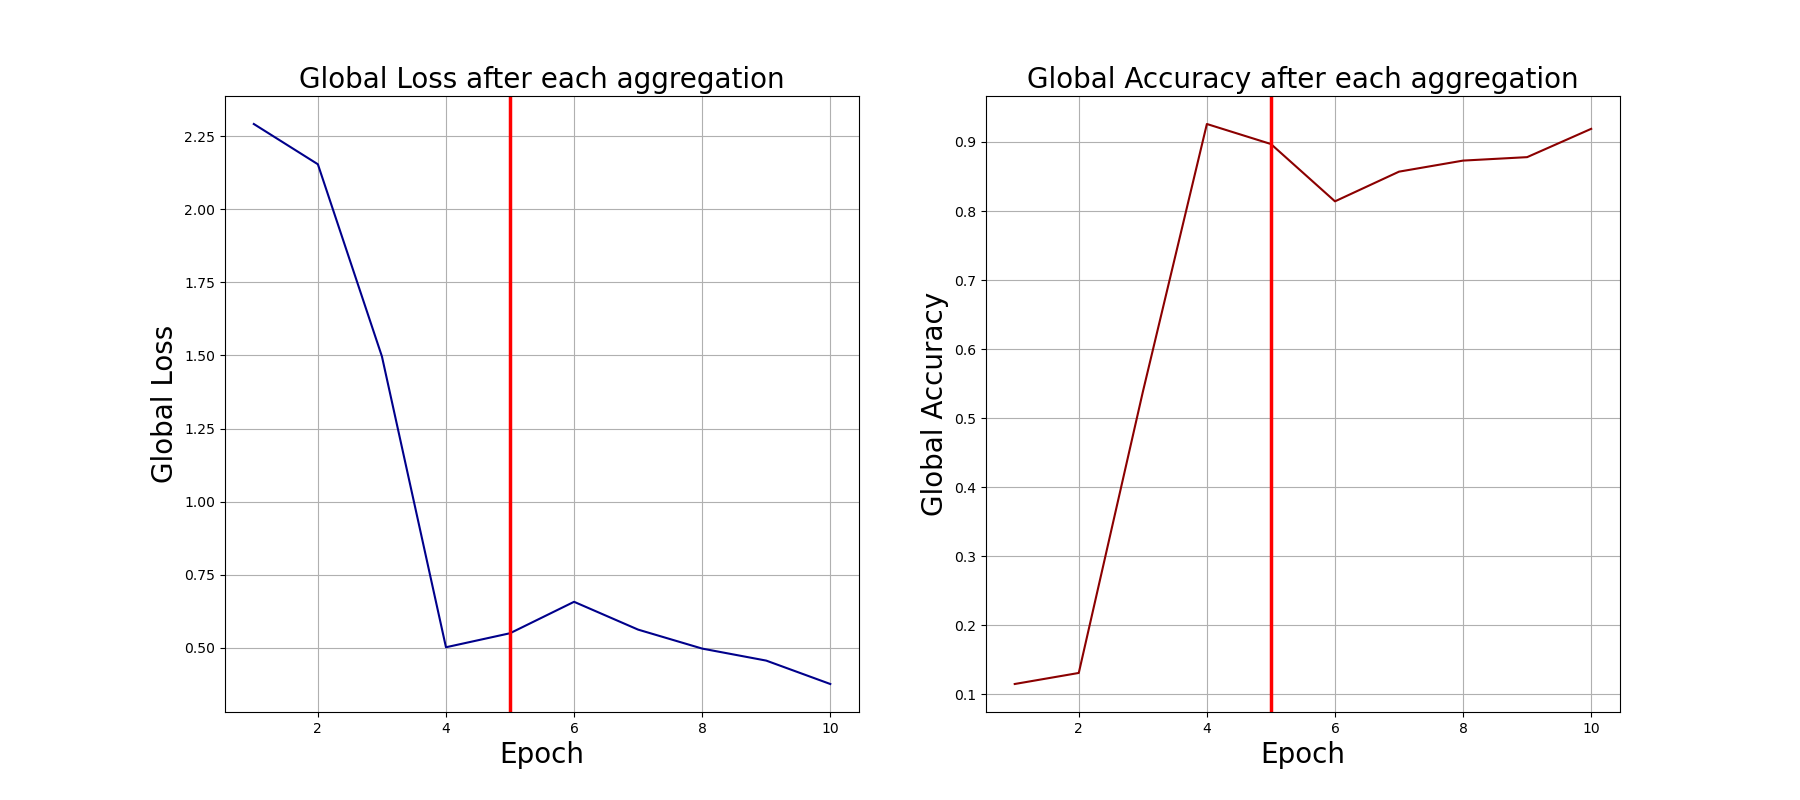 Global Loss after each aggregation
Global Loss
2.25
2.00
1.75
1.50
1.25
1.00
0.75
0.50
2 4 6 8 10
Epoch
Global Accuracy after each aggregation
Global Accuracy
0.9
0.8
0.7
0.6
0.5
0.4
0.3
0.2
0.1
2 4 6 8 10
Epoch